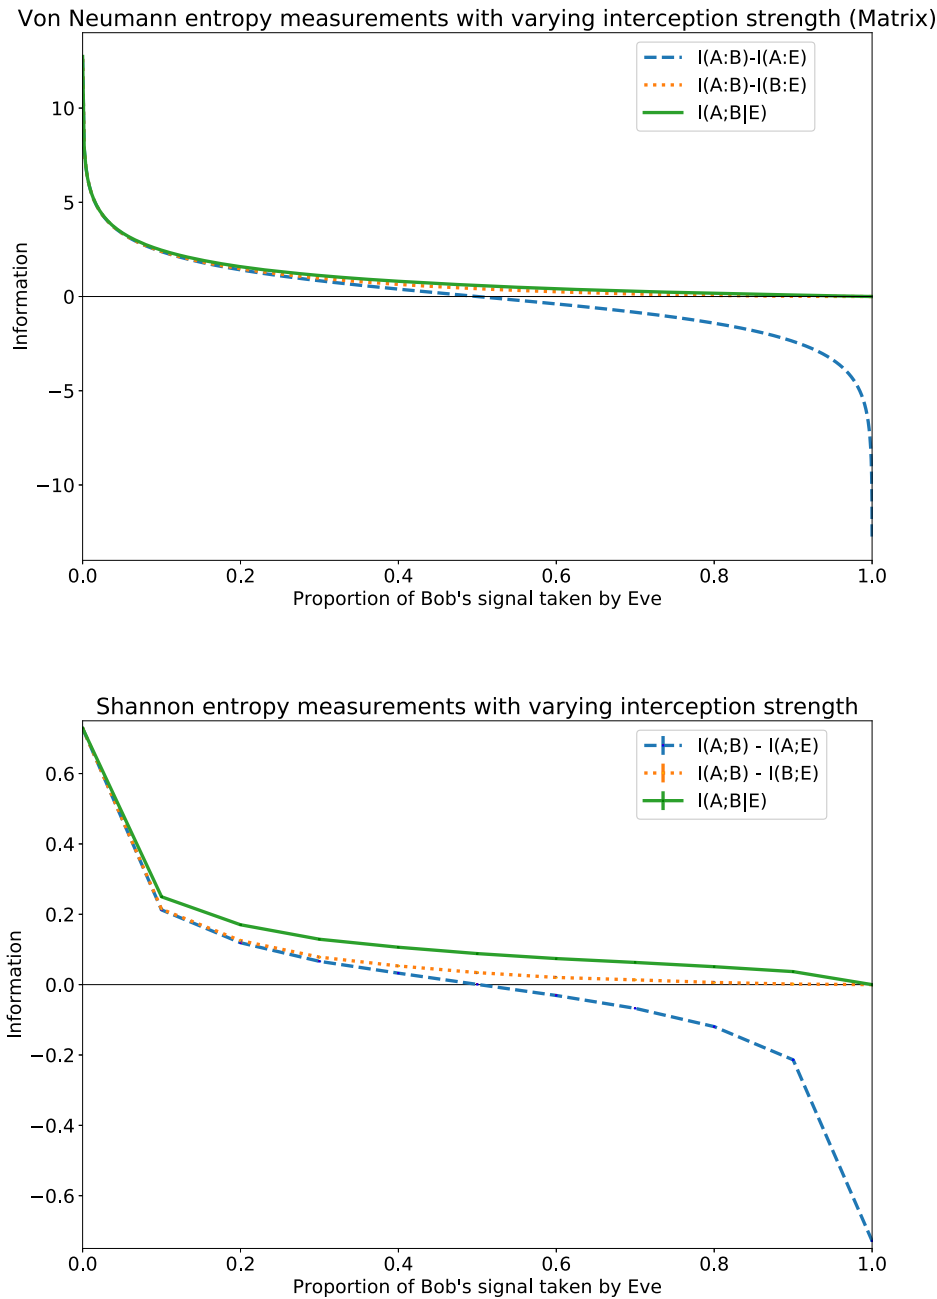 Von Neumann entropy measurements with varying interception strength (Matrix)
I(A:B)-I(A:E)
I(A:B)-I(B:E)
I(A;B|E)
10
5
0
−5
−10
Information
0.0 0.2 0.4 0.6 0.8 1.0
Proportion of Bob's signal taken by Eve
Shannon entropy measurements with varying interception strength
I(A;B) - I(A;E)
I(A;B) - I(B;E)
I(A;B|E)
0.6
0.4
0.2
0.0
−0.2
−0.4
−0.6
Information
0.0 0.2 0.4 0.6 0.8 1.0
Proportion of Bob's signal taken by Eve